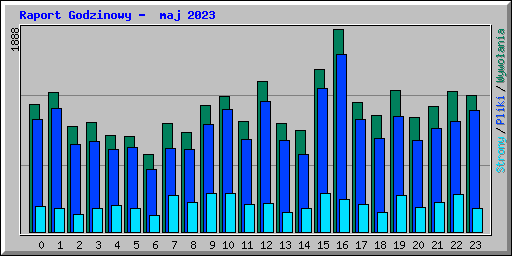 Raport Godzinowy -  maj 2023
1888
Strony / Pliki / Wywolania
0 1 2 3 4 5 6 7 8 9 10 11 12 13 14 15 16 17 18 19 20 21 22 23